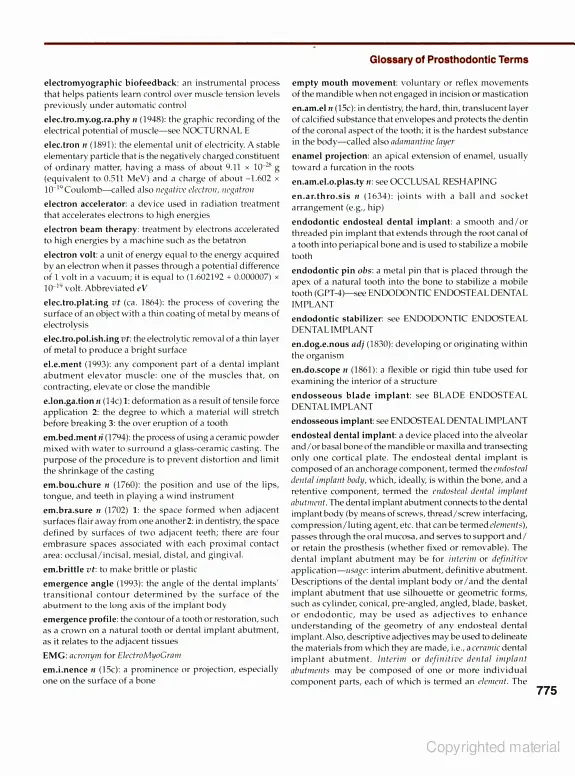 Glossary of Prosthodontic Terms
electromyographic biofeedback: an instrumental process
that helps patients learn control over muscle tension levels
previously under automatic control
elec.tro.my.og.ra.phy n (1948): the graphic recording of the
electrical potential of muscle—see NOCTURNAL E
elec.tron n (1891): the elemental unit of electricity. A stable
elementary particle that is the negatively charged constituent
of ordinary matter, having a mass of about 9.11 × 10⁻²⁸ g
(equivalent to 0.511 MeV) and a charge of about -1.602 ×
10⁻¹⁹ Coulomb—called also negative electron, negatron
electron accelerator: a device used in radiation treatment
that accelerates electrons to high energies
electron beam therapy: treatment by electrons accelerated
to high energies by a machine such as the betatron
electron volt: a unit of energy equal to the energy acquired
by an electron when it passes through a potential difference
of 1 volt in a vacuum; it is equal to (1.602192 + 0.000007) ×
10⁻¹⁹ volt. Abbreviated eV
elec.tro.plat.ing vt (ca. 1864): the process of covering the
surface of an object with a thin coating of metal by means of
electrolysis
elec.tro.pol.ish.ing vt: the electrolytic removal of a thin layer
of metal to produce a bright surface
el.e.ment (1993): any component part of a dental implant
abutment elevator muscle: one of the muscles that, on
contracting, elevate or close the mandible
e.lon.ga.tion n (14c) 1: deformation as a result of tensile force
application 2: the degree to which a material will stretch
before breaking 3: the over eruption of a tooth
em.bed.ment n (1794): the process of using a ceramic powder
mixed with water to surround a glass-ceramic casting. The
purpose of the procedure is to prevent distortion and limit
the shrinkage of the casting
em.bou.chure n (1760): the position and use of the lips,
tongue, and teeth in playing a wind instrument
em.bra.sure n (1702) 1: the space formed when adjacent
surfaces flair away from one another 2: in dentistry, the space
defined by surfaces of two adjacent teeth; there are four
embrasure spaces associated with each proximal contact
area: occlusal/incisal, mesial, distal, and gingival.
em.brittle vt: to make brittle or plastic
emergence angle (1993): the angle of the dental implants'
transitional contour determined by the surface of the
abutment to the long axis of the implant body
emergence profile: the contour of a tooth or restoration, such
as a crown on a natural tooth or dental implant abutment,
as it relates to the adjacent tissues
EMG: acronym for ElectroMyoGram
em.i.nence n (15c): a prominence or projection, especially
one on the surface of a bone
empty mouth movement: voluntary or reflex movements
of the mandible when not engaged in incision or mastication
en.am.el n (15c): in dentistry, the hard, thin, translucent layer
of calcified substance that envelopes and protects the dentin
of the coronal aspect of the tooth; it is the hardest substance
in the body—called also adamantine layer
enamel projection: an apical extension of enamel, usually
toward a furcation in the roots
en.am.el.o.plas.ty n: see OCCLUSAL RESHAPING
en.ar.thro.sis n (1634): joints with a ball and socket
arrangement (e.g., hip)
endodontic endosteal dental implant: a smooth and/or
threaded pin implant that extends through the root canal of
a tooth into periapical bone and is used to stabilize a mobile
tooth
endodontic pin obs: a metal pin that is placed through the
apex of a natural tooth into the bone to stabilize a mobile
tooth (GPT-4)—see ENDODONTIC ENDOSTEAL DENTAL
IMPLANT
endodontic stabilizer: see ENDODONTIC ENDOSTEAL
DENTAL IMPLANT
en.dog.e.nous adj (1830): developing or originating within
the organism
en.do.scope n (1861): a flexible or rigid thin tube used for
examining the interior of a structure
endosseous blade implant: see BLADE ENDOSTEAL
DENTAL IMPLANT
endosseous implant: see ENDOSTEAL DENTAL IMPLANT
endosteal dental implant: a device placed into the alveolar
and/or basal bone of the mandible or maxilla and transecting
only one cortical plate. The endosteal dental implant is
composed of an anchorage component, termed the endosteal
dental implant body, which, ideally, is within the bone, and a
retentive component, termed the endosteal dental implant
abutment. The dental implant abutment connects to the dental
implant body (by means of screws, thread/screw interfacing,
compression/luting agent, etc. that can be termed elements),
passes through the oral mucosa, and serves to support and/
or retain the prosthesis (whether fixed or removable). The
dental implant abutment may be for interim or definitive
application—usage: interim abutment, definitive abutment.
Descriptions of the dental implant body or/and the dental
implant abutment that use silhouette or geometric forms,
such as cylinder, conical, pre-angled, angled, blade, basket,
or endodontic, may be used as adjectives to enhance
understanding of the geometry of any endosteal dental
implant. Also, descriptive adjectives may be used to delineate
the materials from which they are made, i.e., a ceramic dental
implant abutment. Interim or definitive dental implant
abutments may be composed of one or more individual
component parts, each of which is termed an element. The
775
Copyrighted material